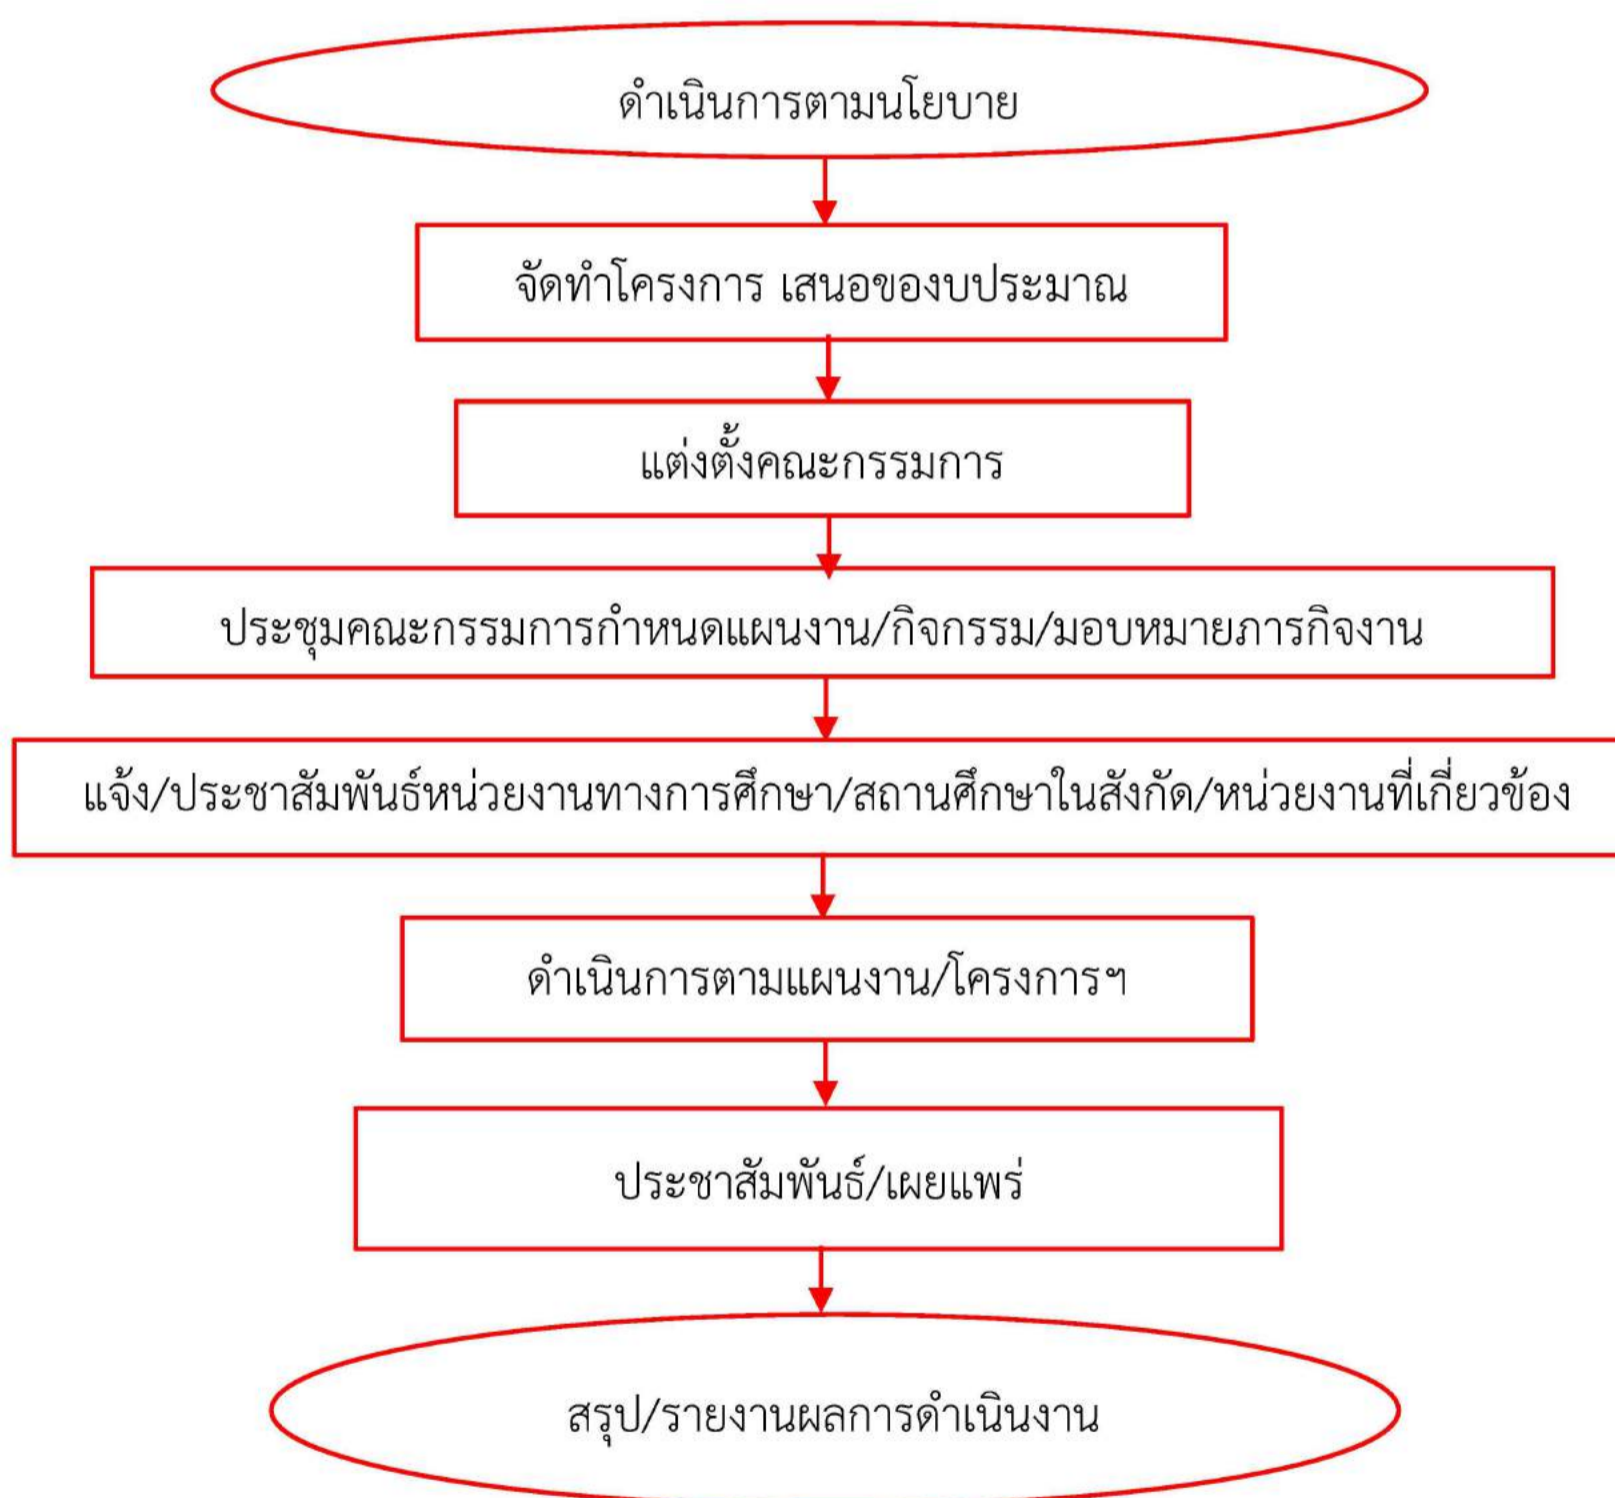 ดำเนินการตามนโยบาย
จัดทำโครงการ เสนอของบประมาณ
แต่งตั้งคณะกรรมการ
ประชุมคณะกรรมการกำหนดแผนงาน/กิจกรรม/มอบหมายภารกิจงาน
แจ้ง/ประชาสัมพันธ์หน่วยงานทางการศึกษา/สถานศึกษาในสังกัด/หน่วยงานที่เกี่ยวข้อง
ดำเนินการตามแผนงาน/โครงการฯ
ประชาสัมพันธ์/เผยแพร่
สรุป/รายงานผลการดำเนินงาน